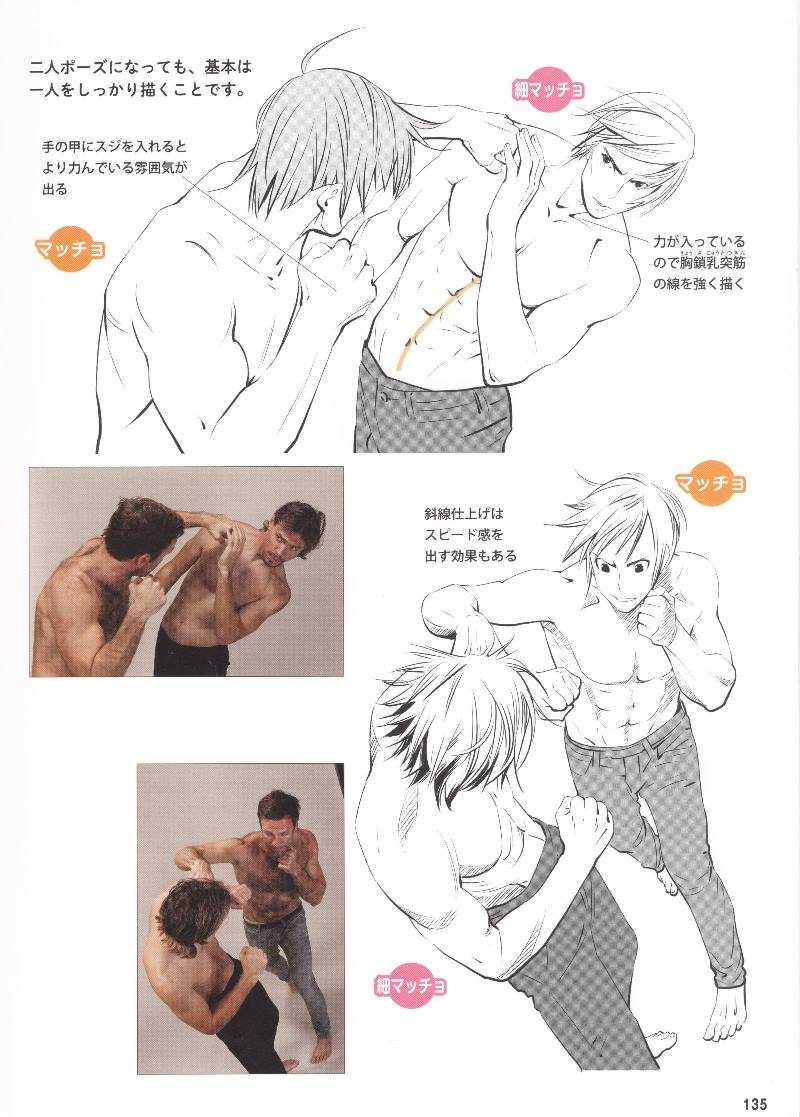 二人ポーズになっても、基本は
一人をしっかり描くことです。
細マッチョ
手の甲にスジを入れると
より力んでいる雰囲気が
出る
マッチョ
力が入っている
ので胸鎖乳突筋
きょうさにゅうとつきん
の線を強く描く
マッチョ
斜線仕上げは
スピード感を
出す効果もある
細マッチョ
135